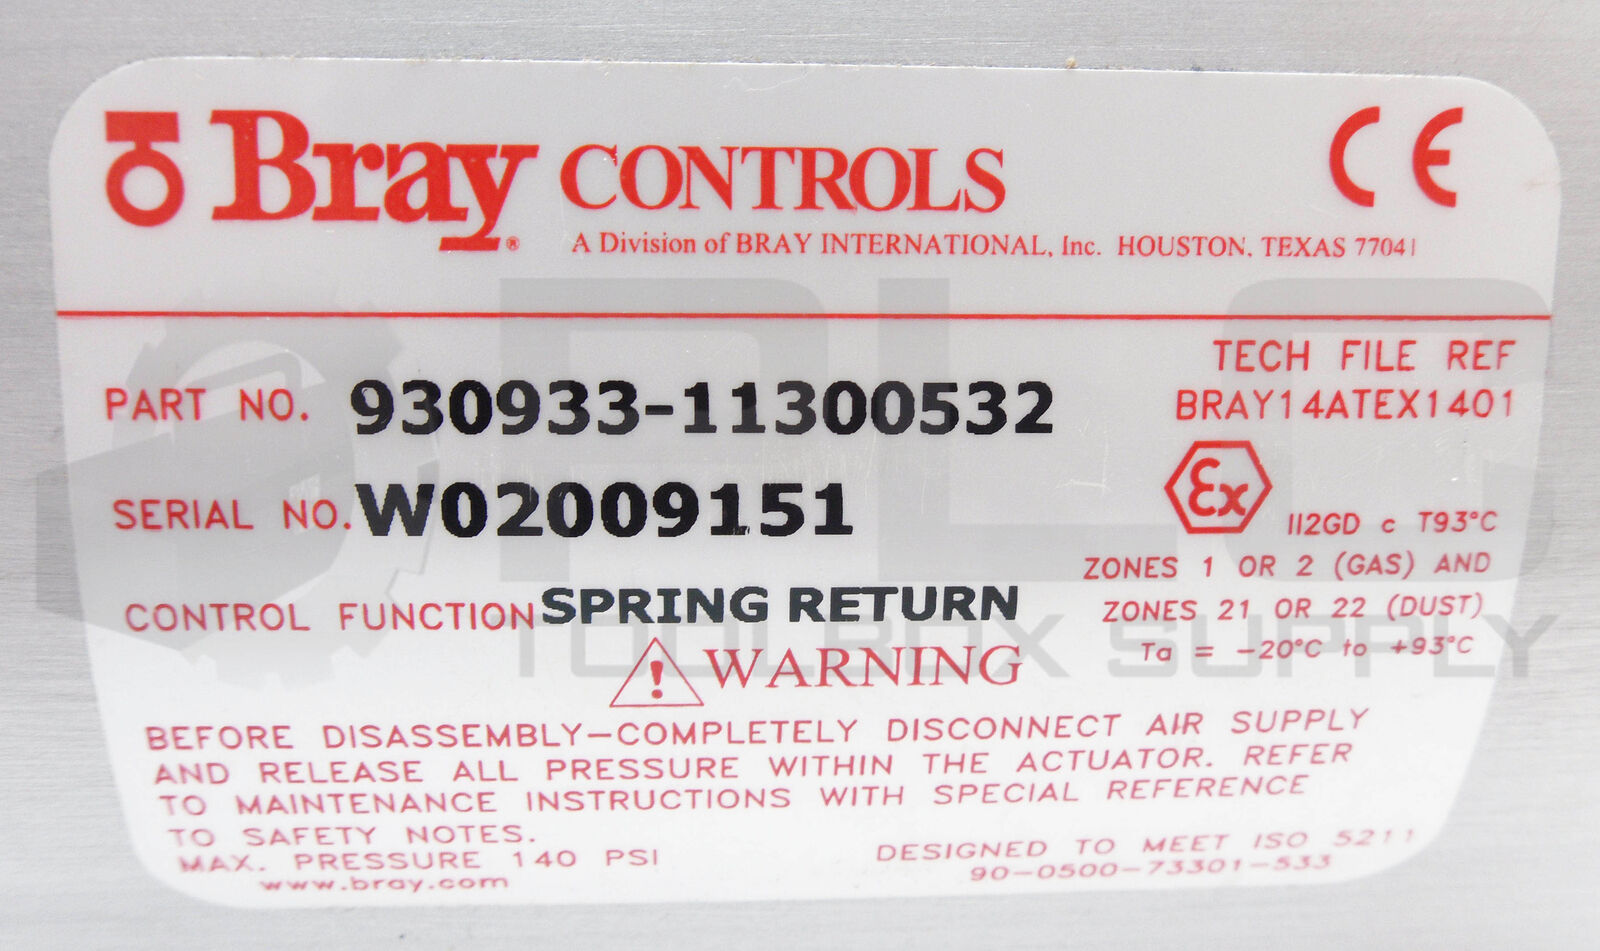 Bray® CONTROLS
CE
A Division of BRAY INTERNATIONAL, Inc. HOUSTON, TEXAS 77041
PART NO. 930933-11300532
TECH FILE REF
BRAY14ATEX1401
SERIAL NO. W02009151
Ex
II2GD c T93°C
ZONES 1 OR 2 (GAS) AND
ZONES 21 OR 22 (DUST)
Ta = -20°C to +93°C
CONTROL FUNCTION SPRING RETURN
! WARNING
BEFORE DISASSEMBLY-COMPLETELY DISCONNECT AIR SUPPLY
AND RELEASE ALL PRESSURE WITHIN THE ACTUATOR. REFER
TO MAINTENANCE INSTRUCTIONS WITH SPECIAL REFERENCE
TO SAFETY NOTES.
MAX. PRESSURE 140 PSI
www.bray.com
DESIGNED TO MEET ISO 5211
90-0500-73301-533
PLC
TOOLBOX SUPPLY